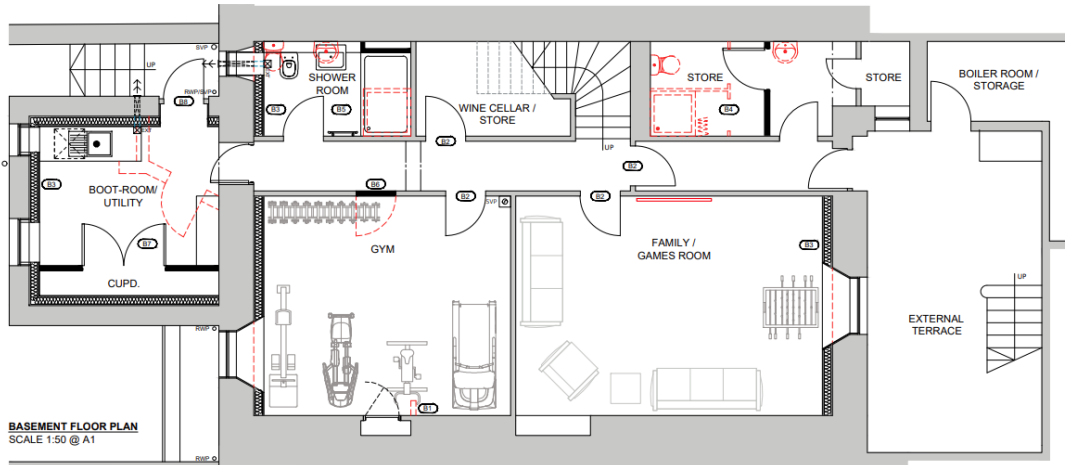 SVP
UP
RWP/SVP
B8
EXT
B3
BOOT-ROOM/
UTILITY
B7
CUPD.
RWP
RWP
SHOWER
ROOM
B3
B5
WINE CELLAR /
STORE
B2
UP
STORE
B4
STORE
BOILER ROOM /
STORAGE
B6
B2
SVP
B2
B2
GYM
B1
FAMILY /
GAMES ROOM
B3
UP
EXTERNAL
TERRACE
BASEMENT FLOOR PLAN
SCALE 1:50 @ A1